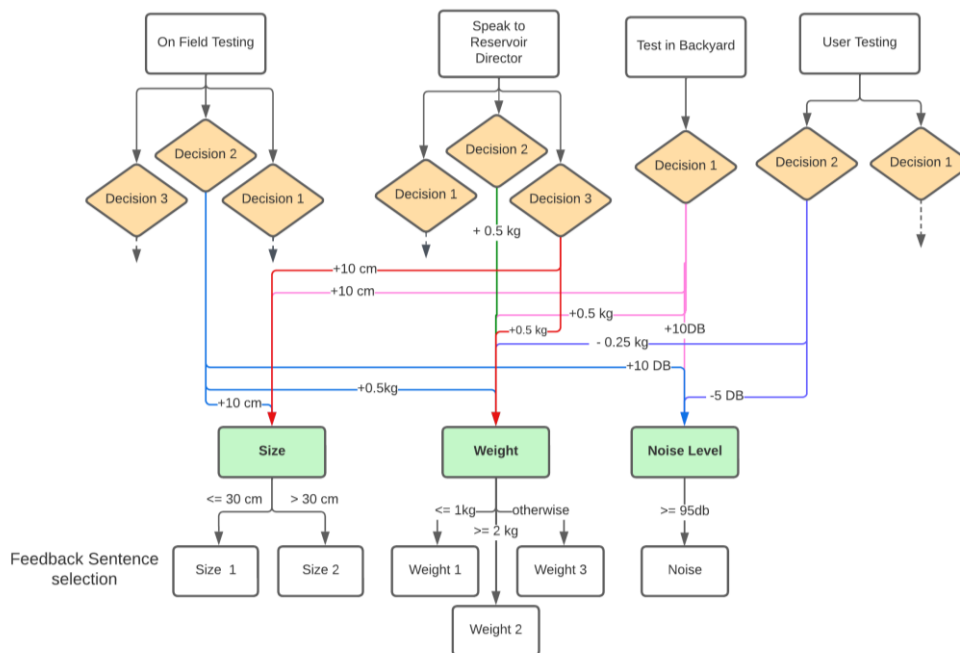 On Field Testing
Speak to
Reservoir
Director
Test in Backyard
User Testing
Decision 2
Decision 3
Decision 1
Decision 2
Decision 1
Decision 3
Decision 1
Decision 2
Decision 1
+ 0.5 kg
+10 cm
+10 cm
+0.5 kg
+0.5 kg
+10DB
- 0.25 kg
+10 DB
+0.5kg
-5 DB
+10 cm
Size
Weight
Noise Level
<= 30 cm
> 30 cm
<= 1kg
otherwise
>= 2 kg
>= 95db
Feedback Sentence
selection
Size 1
Size 2
Weight 1
Weight 3
Noise
Weight 2